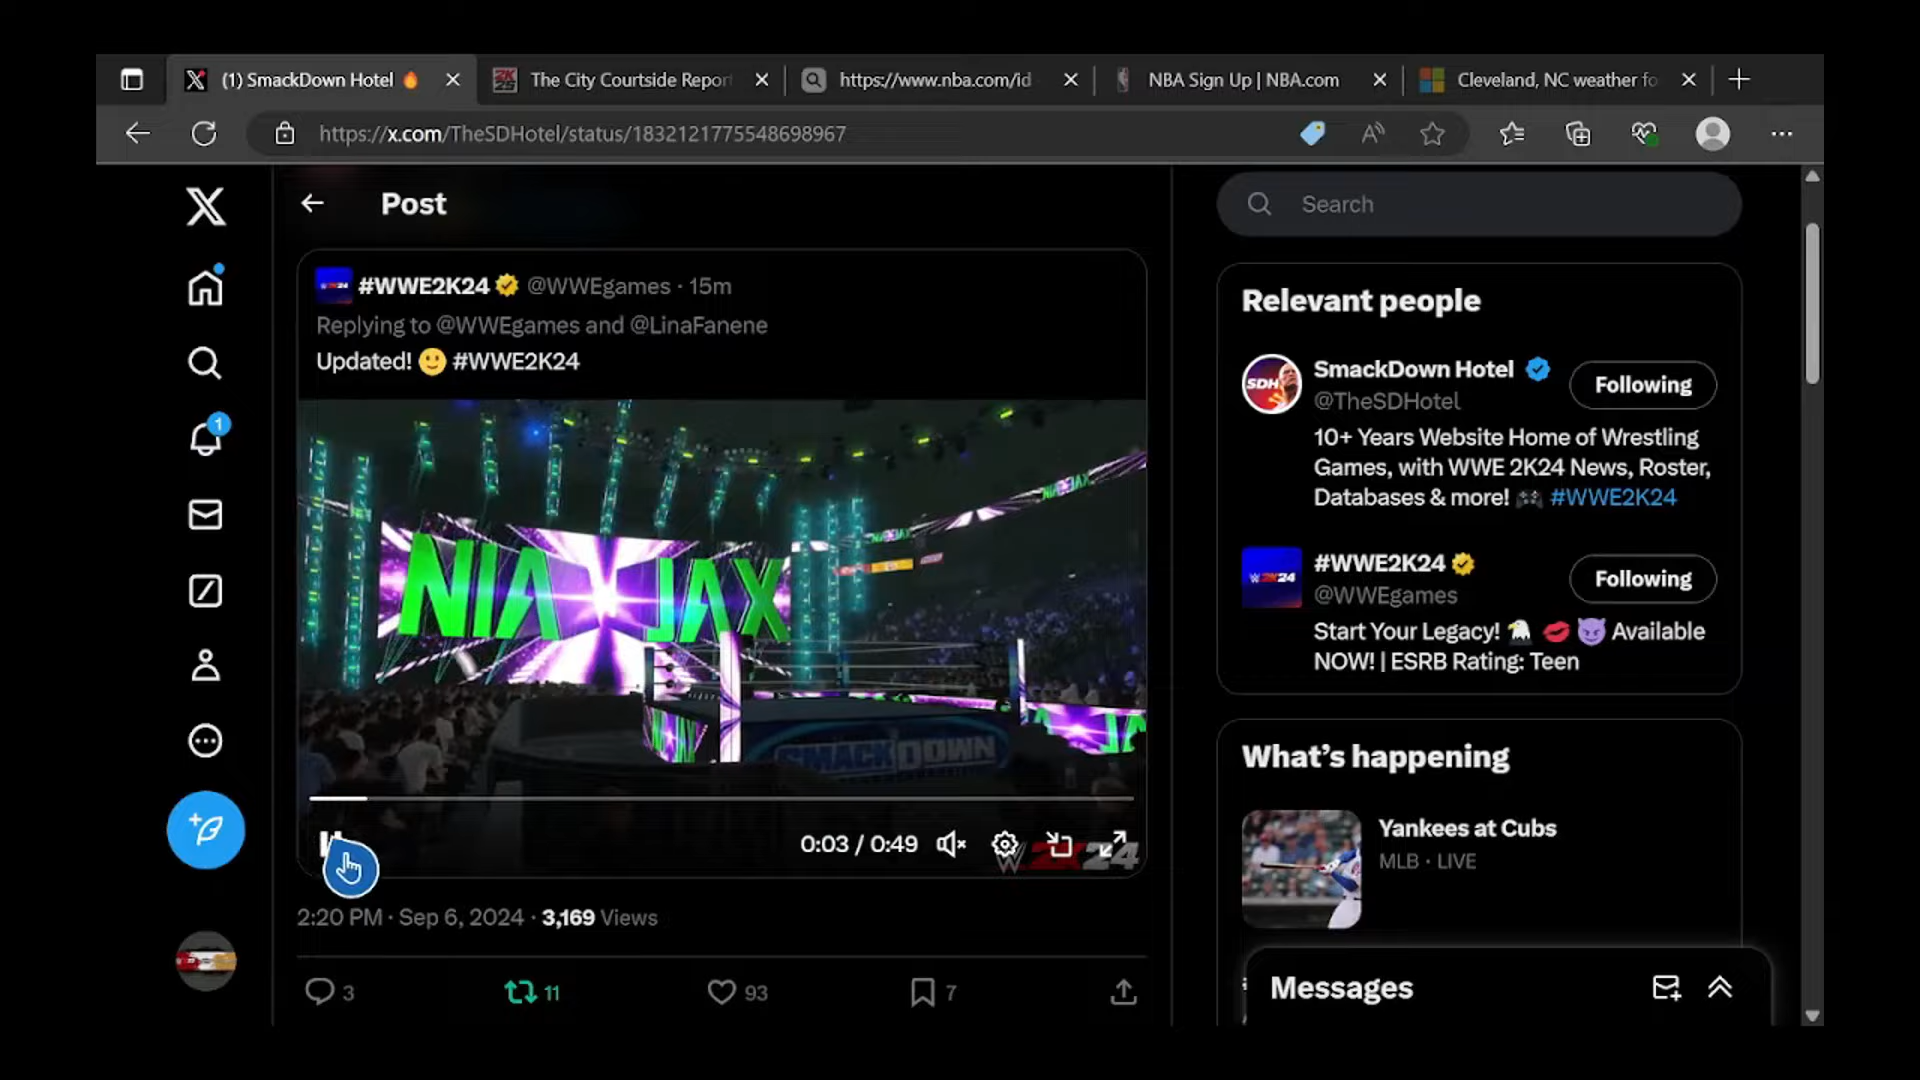 (1) SmackDown Hotel 🔥
The City Courtside Repor
https://www.nba.com/id
NBA Sign Up | NBA.com
Cleveland, NC weather fo
https://x.com/TheSDHotel/status/1832121775548698967
Post
#WWE2K24 @WWEgames · 15m
Replying to @WWEgames and @LinaFanene
Updated! 🙂 #WWE2K24
NIA JAX
SMACKDOWN
0:03 / 0:49
2K24
2:20 PM · Sep 6, 2024 · 3,169 Views
3
11
93
7
1
Search
Relevant people
SDH
SmackDown Hotel
@TheSDHotel
Following
10+ Years Website Home of Wrestling
Games, with WWE 2K24 News, Roster,
Databases & more! 🎮 #WWE2K24
#WWE2K24
@WWEgames
Following
Start Your Legacy! 🦅 💋 😈 Available
NOW! | ESRB Rating: Teen
What's happening
Yankees at Cubs
MLB · LIVE
Messages